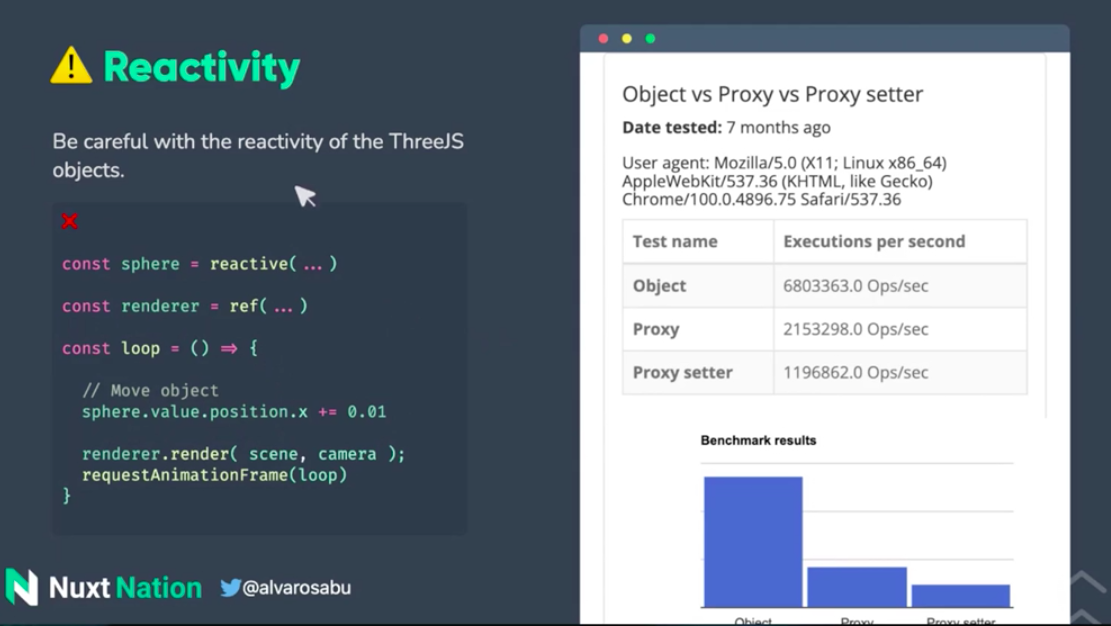 ⚠️ Reactivity
Be careful with the reactivity of the ThreeJS
objects.
❌
const sphere = reactive( ... )
const renderer = ref( ... )
const loop = () ⇒ {
// Move object
sphere.value.position.x += 0.01
renderer.render( scene, camera );
requestAnimationFrame(loop)
}
Nuxt Nation @alvarosabu
Object vs Proxy vs Proxy setter
Date tested: 7 months ago
User agent: Mozilla/5.0 (X11; Linux x86_64)
AppleWebKit/537.36 (KHTML, like Gecko)
Chrome/100.0.4896.75 Safari/537.36
Test name Executions per second
Object 6803363.0 Ops/sec
Proxy 2153298.0 Ops/sec
Proxy setter 1196862.0 Ops/sec
Benchmark results
Object Proxy Proxy setter